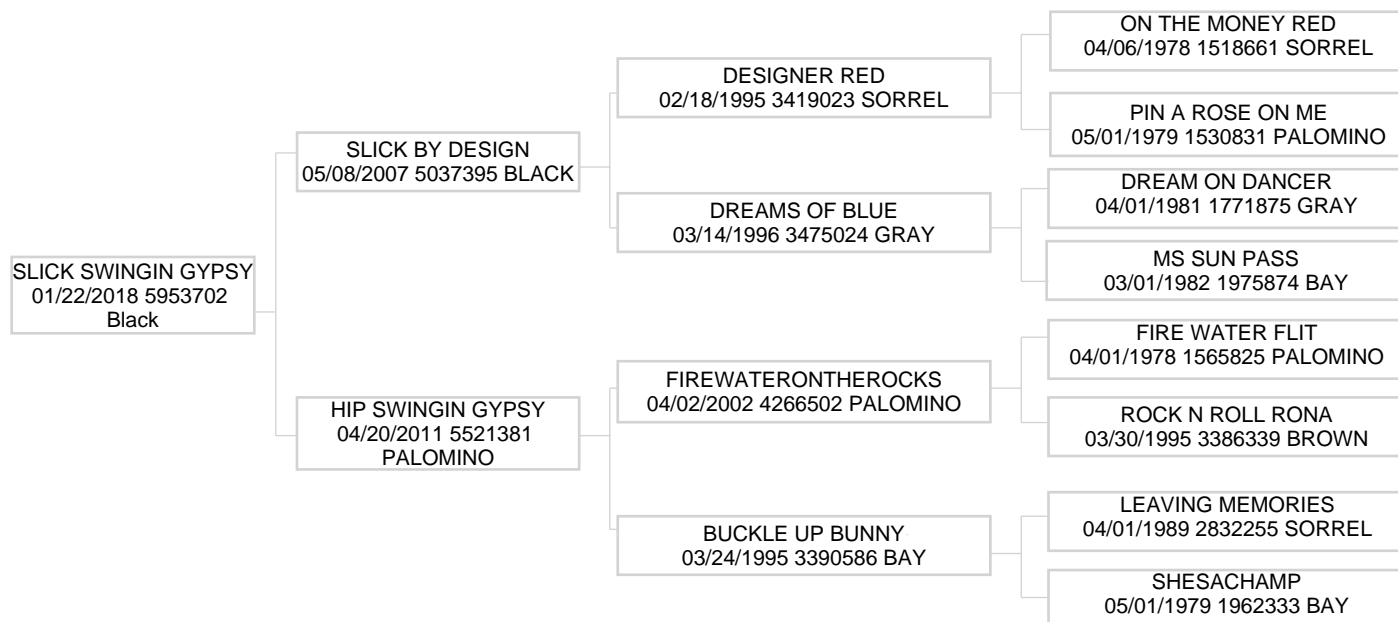 ON THE MONEY RED
04/06/1978 1518661 SORREL
DESIGNER RED
02/18/1995 3419023 SORREL
PIN A ROSE ON ME
05/01/1979 1530831 PALOMINO
SLICK BY DESIGN
05/08/2007 5037395 BLACK
DREAM ON DANCER
04/01/1981 1771875 GRAY
DREAMS OF BLUE
03/14/1996 3475024 GRAY
MS SUN PASS
03/01/1982 1975874 BAY
SLICK SWINGIN GYPSY
01/22/2018 5953702
Black
FIRE WATER FLIT
04/01/1978 1565825 PALOMINO
FIREWATERONTHEROCKS
04/02/2002 4266502 PALOMINO
ROCK N ROLL RONA
03/30/1995 3386339 BROWN
HIP SWINGIN GYPSY
04/20/2011 5521381
PALOMINO
LEAVING MEMORIES
04/01/1989 2832255 SORREL
BUCKLE UP BUNNY
03/24/1995 3390586 BAY
SHESACHAMP
05/01/1979 1962333 BAY